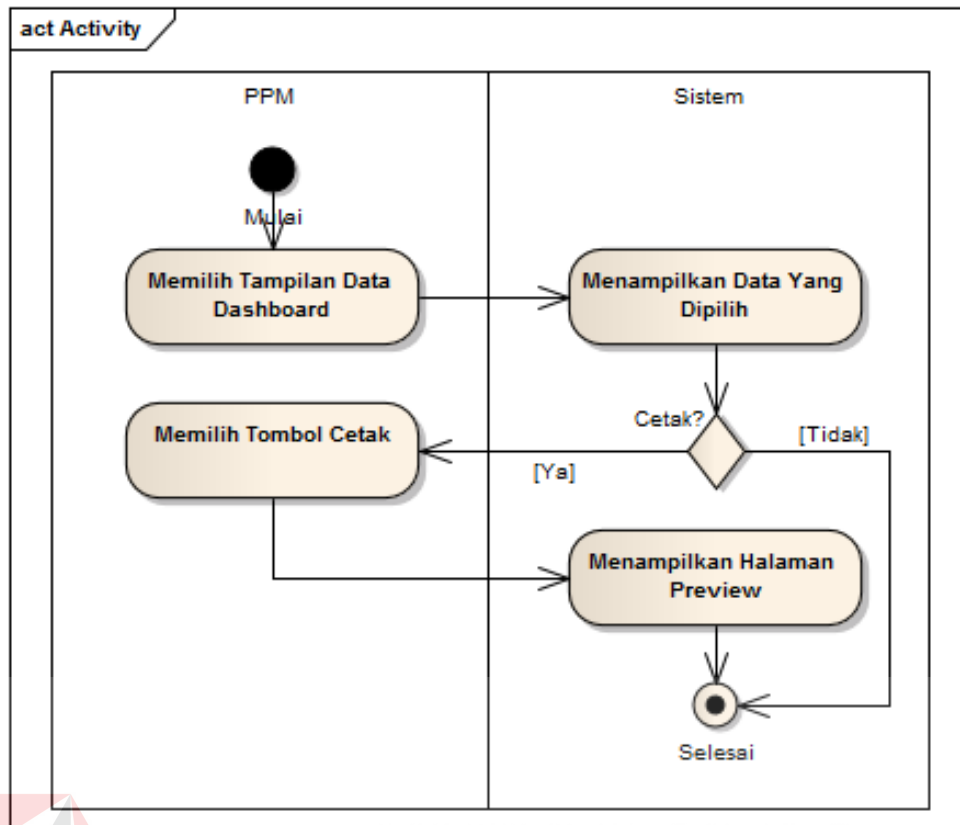 act Activity
PPM
Sistem
Mulai
Memilih Tampilan Data
Dashboard
Menampilkan Data Yang
Dipilih
Cetak?
[Tidak]
[Ya]
Memilih Tombol Cetak
Menampilkan Halaman
Preview
Selesai